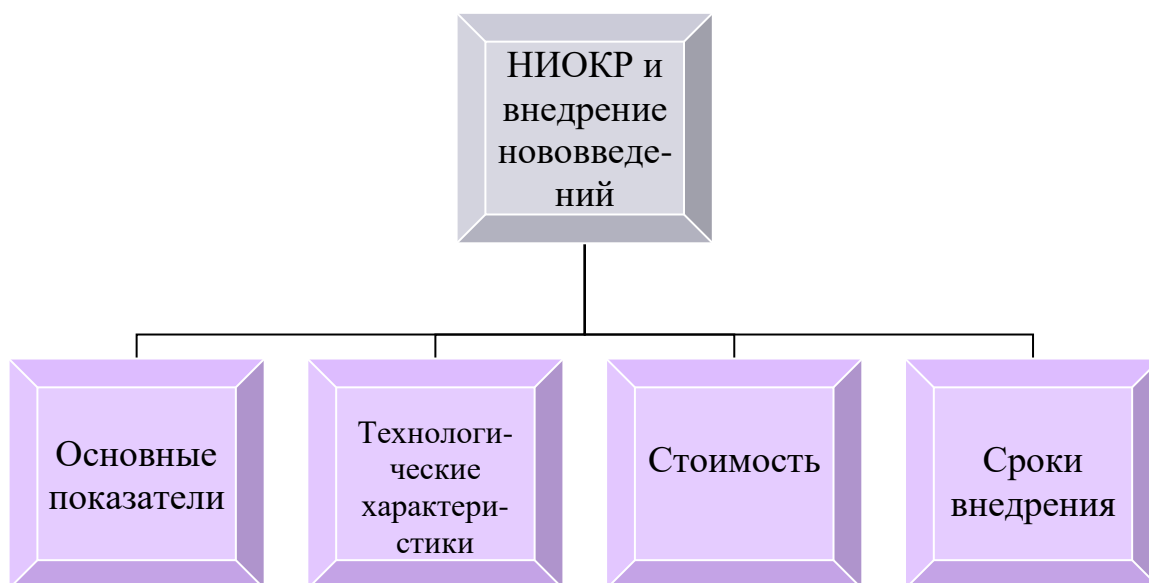 НИОКР и
внедрение
нововведе-
ний
Основные
показатели
Технологи-
ческие
характери-
стики
Стоимость
Сроки
внедрения